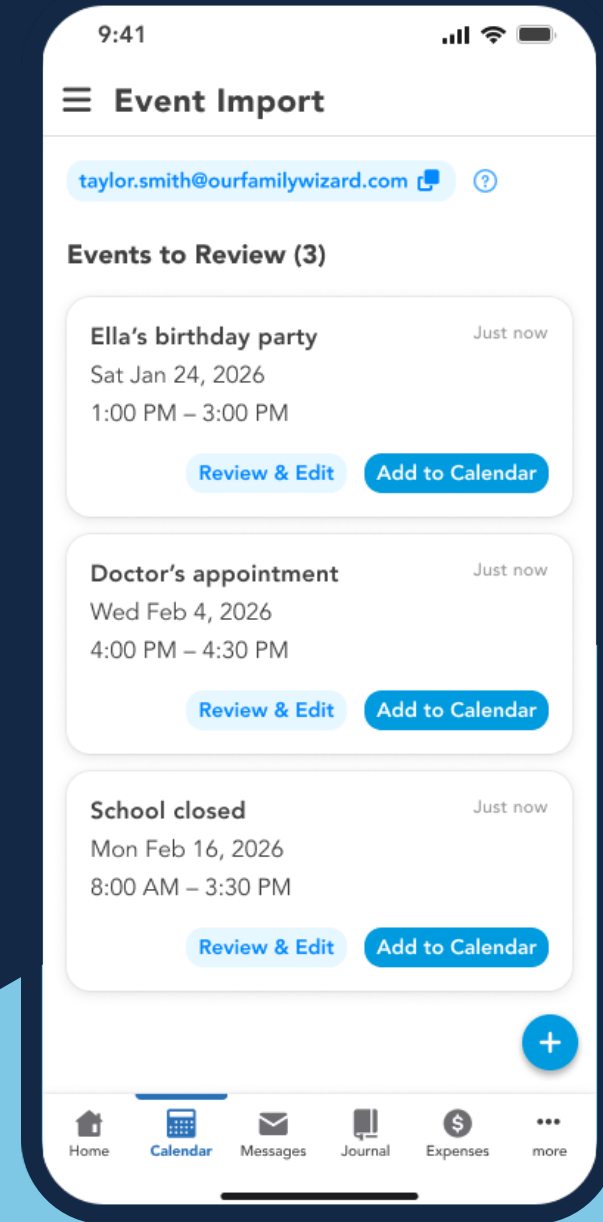 9:41
Event Import
taylor.smith@ourfamilywizard.com
?
Events to Review (3)
Ella’s birthday party
Just now
Sat Jan 24, 2026
1:00 PM – 3:00 PM
Review & Edit
Add to Calendar
Doctor’s appointment
Just now
Wed Feb 4, 2026
4:00 PM – 4:30 PM
Review & Edit
Add to Calendar
School closed
Just now
Mon Feb 16, 2026
8:00 AM – 3:30 PM
Review & Edit
Add to Calendar
+
$
Home
Calendar
Messages
Journal
Expenses
more